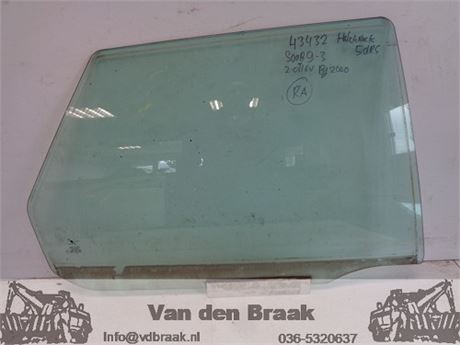 43432 Hatchback
Saab 9-3 5drs
2.0 16V Bj 2000
RA
Van den Braak
Info@vdbraak.nl 036-5320637